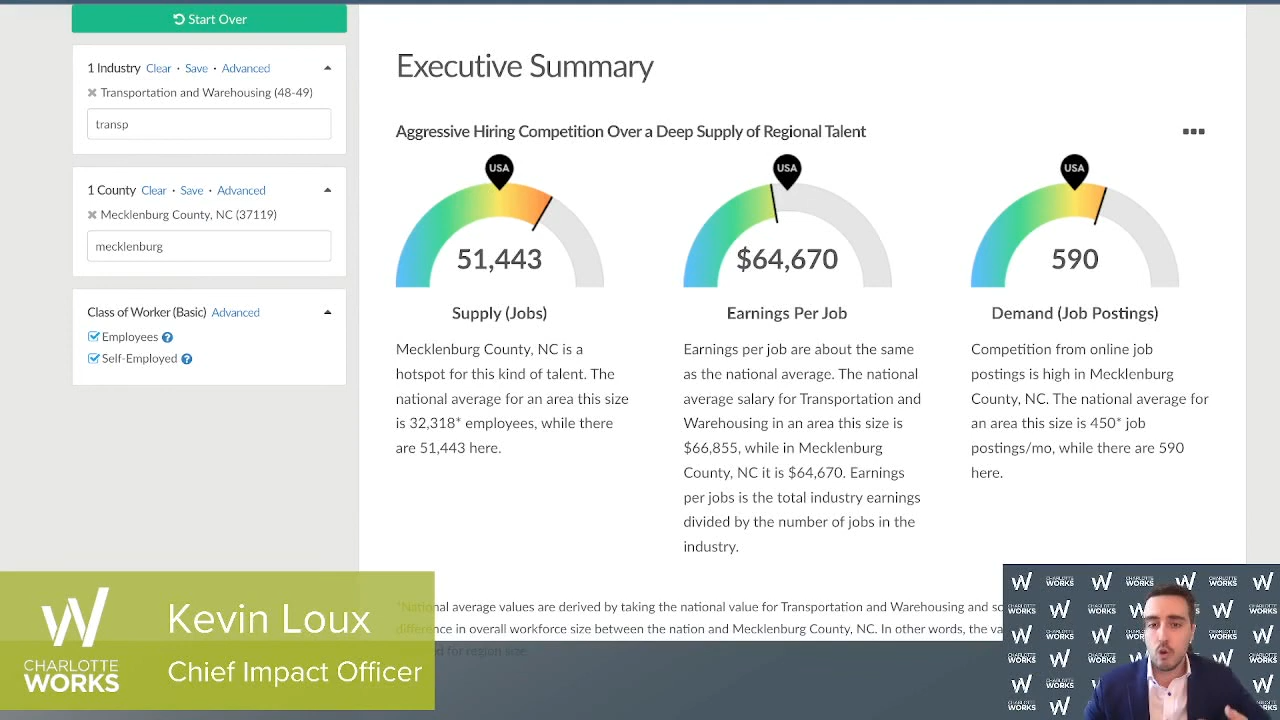 Start Over
1 Industry Clear · Save · Advanced
Transportation and Warehousing (48-49)
transp
1 County Clear · Save · Advanced
Mecklenburg County, NC (37119)
mecklenburg
Class of Worker (Basic) Advanced
Employees ?
Self-Employed ?
Executive Summary
Aggressive Hiring Competition Over a Deep Supply of Regional Talent
USA
51,443
Supply (Jobs)
Mecklenburg County, NC is a
hotspot for this kind of talent. The
national average for an area this size
is 32,318* employees, while there
are 51,443 here.
USA
$64,670
Earnings Per Job
Earnings per job are about the same
as the national average. The national
average salary for Transportation and
Warehousing in an area this size is
$66,855, while in Mecklenburg
County, NC it is $64,670. Earnings
per jobs is the total industry earnings
divided by the number of jobs in the
industry.
USA
590
Demand (Job Postings)
Competition from online job
postings is high in Mecklenburg
County, NC. The national average for
an area this size is 450* job
postings/mo, while there are 590
here.
*National average values are derived by taking the national value for Transportation and Warehousing and
difference in overall workforce size between the nation and Mecklenburg County, NC. In other words, the
for region size.
W
CHARLOTTE
WORKS
Kevin Loux
Chief Impact Officer
CHARLOTTE
WORKS